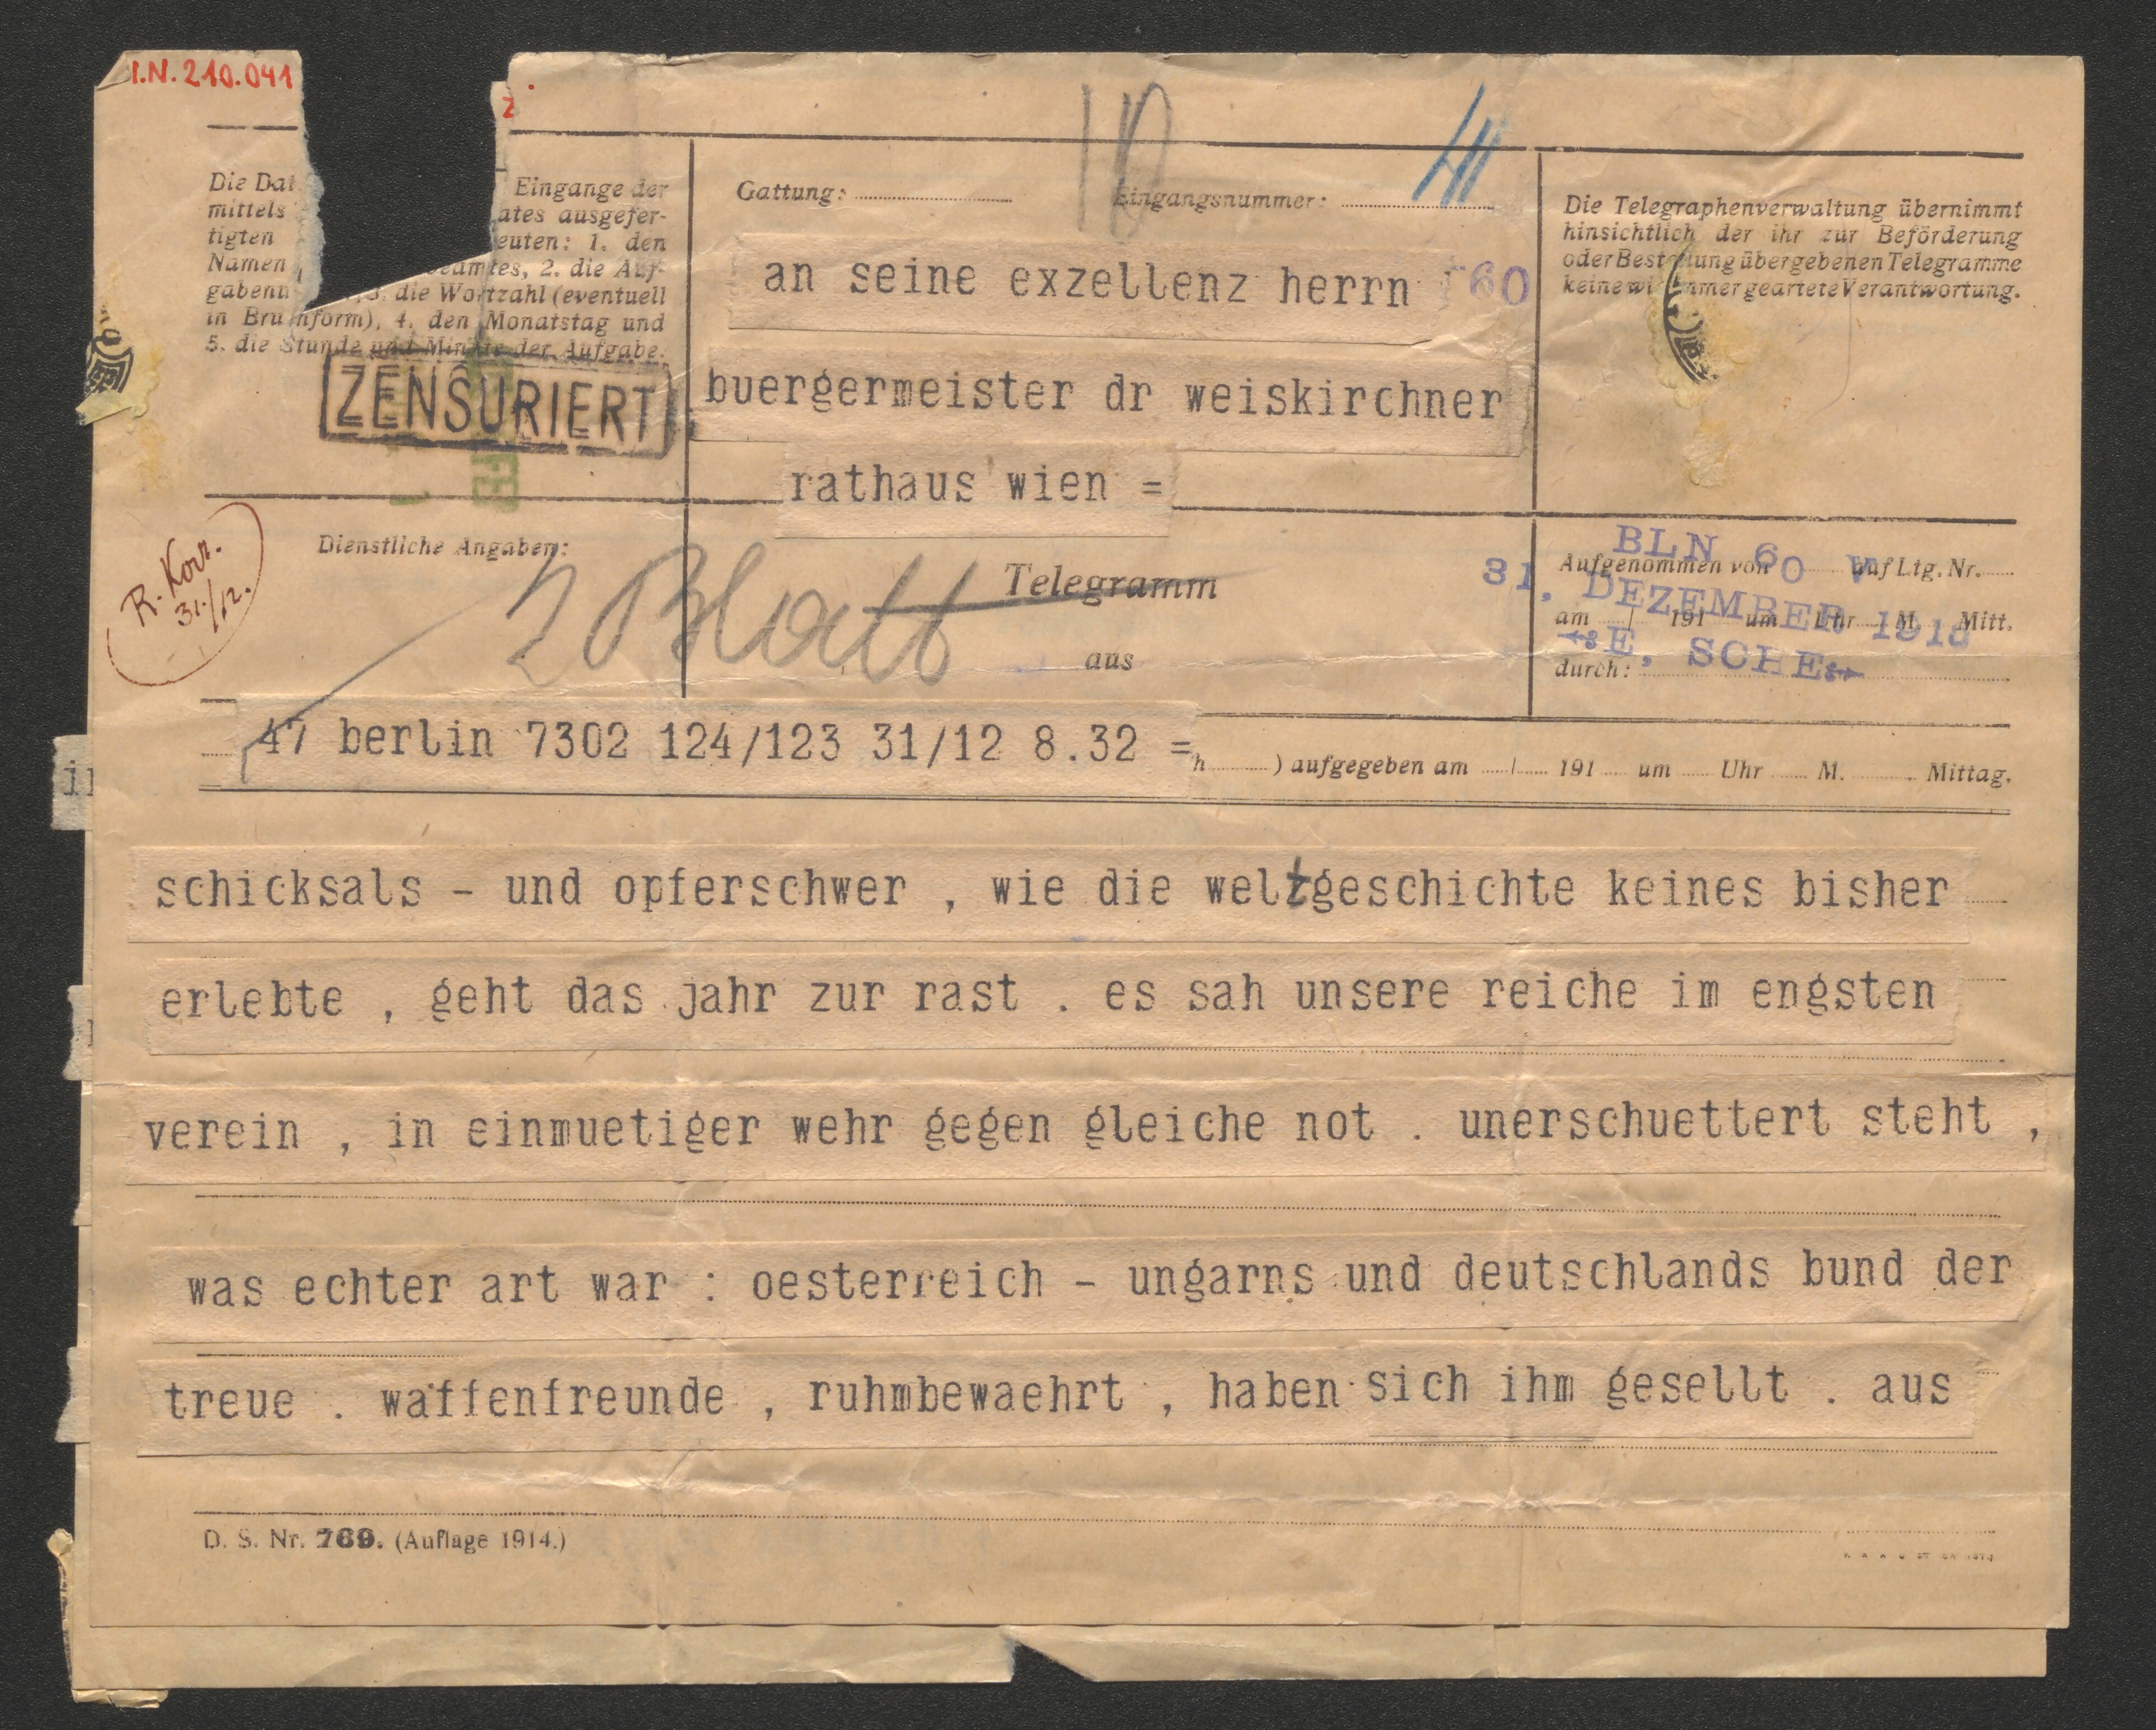 I.N. 210.041
z
Die Dat Eingange der
mittels ates ausgefer-
tigten euten: 1. den
Namen eamtes, 2. die Auf-
gabenu 3. die Wortzahl (eventuell
in Bruchform), 4. den Monatstag und
5. die Stunde und Minute der Aufgabe.
ZENSURIERT
Gattung:
Eingangsnummer:
an seine exzellenz herrn
60
buergermeister dr weiskirchner
rathaus wien =
Die Telegraphenverwaltung übernimmt
hinsichtlich der ihr zur Beförderung
oder Bestellung übergebenen Telegramme
keine wie immer geartete Verantwortung.
R. Korr.
31./12.
Dienstliche Angaben:
2 Blatt
Telegramm
aus
BLN 60 V
Aufgenommen von auf Ltg. Nr.
31. DEZEMBER
am / 191 um Uhr M. Mitt.
E. SCHE
durch:
47 berlin 7302 124/123 31/12 8.32 =
h ) aufgegeben am / 191 um Uhr M. Mittag.
schicksals - und opferschwer , wie die weltgeschichte keines bisher
erlebte , geht das jahr zur rast . es sah unsere reiche im engsten
verein , in einmuetiger wehr gegen gleiche not . unerschuettert steht ,
was echter art war : oesterreich - ungarns und deutschlands bund der
treue . waffenfreunde , ruhmbewaehrt , haben sich ihm gesellt . aus
D. S. Nr. 769. (Auflage 1914.)